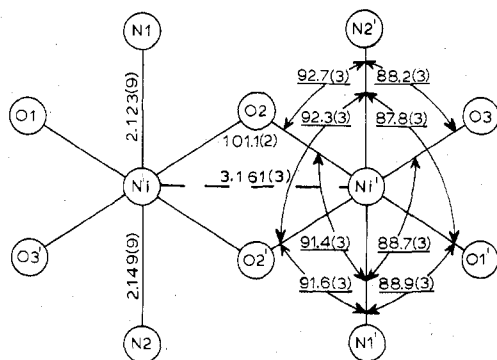 N1 N2'
92.7(3) 88.2(3)
2.123(9)
O1 O2 92.3(3) 87.8(3) O3
101.1(2)
Ni 3.161(3) Ni'
O3' O2' 91.4(3) 88.7(3) O1'
2.149(9)
91.6(3) 88.9(3)
N2 N1'